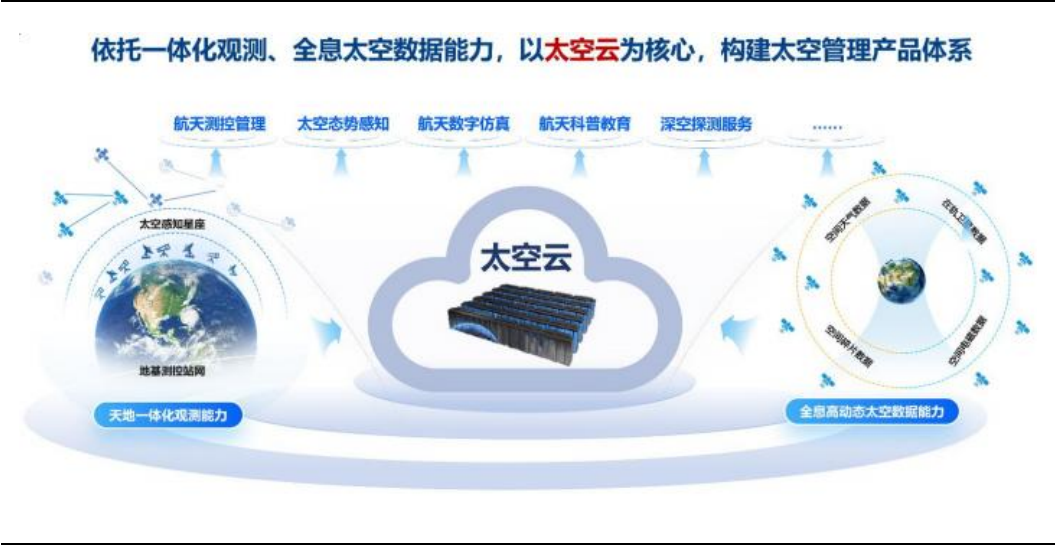 依托一体化观测、全息太空数据能力，以太空云为核心，构建太空管理产品体系
航天测控管理
太空态势感知
航天数字仿真
航天科普教育
深空探测服务
......
太空感知星座
地基测控站网
天地一体化观测能力
太空云
空间天气数据
在轨卫星数据
空间碎片数据
空间电磁数据
全息高动态太空数据能力